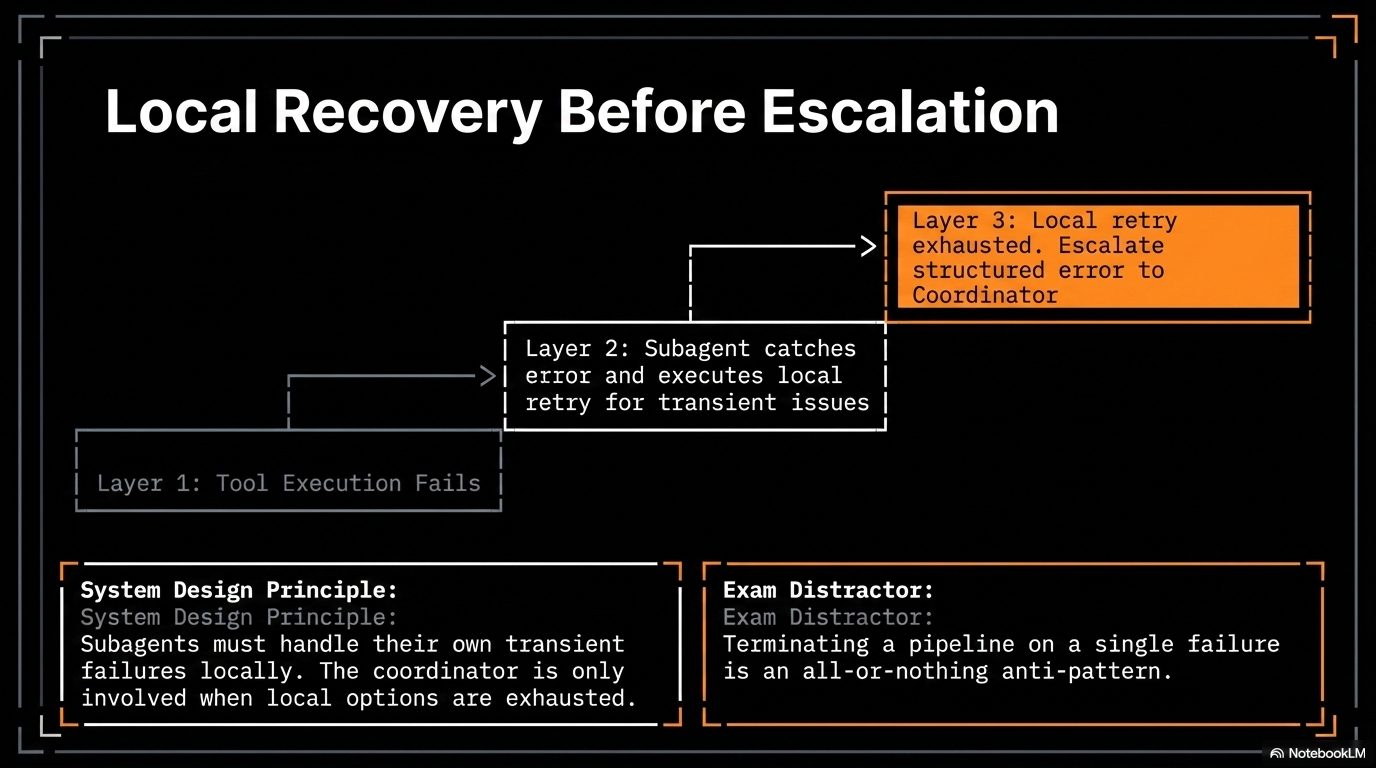 Local Recovery Before Escalation
Layer 3: Local retry
exhausted. Escalate
structured error to
Coordinator
Layer 2: Subagent catches
error and executes local
retry for transient issues
Layer 1: Tool Execution Fails
System Design Principle:
System Design Principle:
Subagents must handle their own transient
failures locally. The coordinator is only
involved when local options are exhausted.
Exam Distractor:
Exam Distractor:
Terminating a pipeline on a single failure
is an all-or-nothing anti-pattern.
NotebookLM